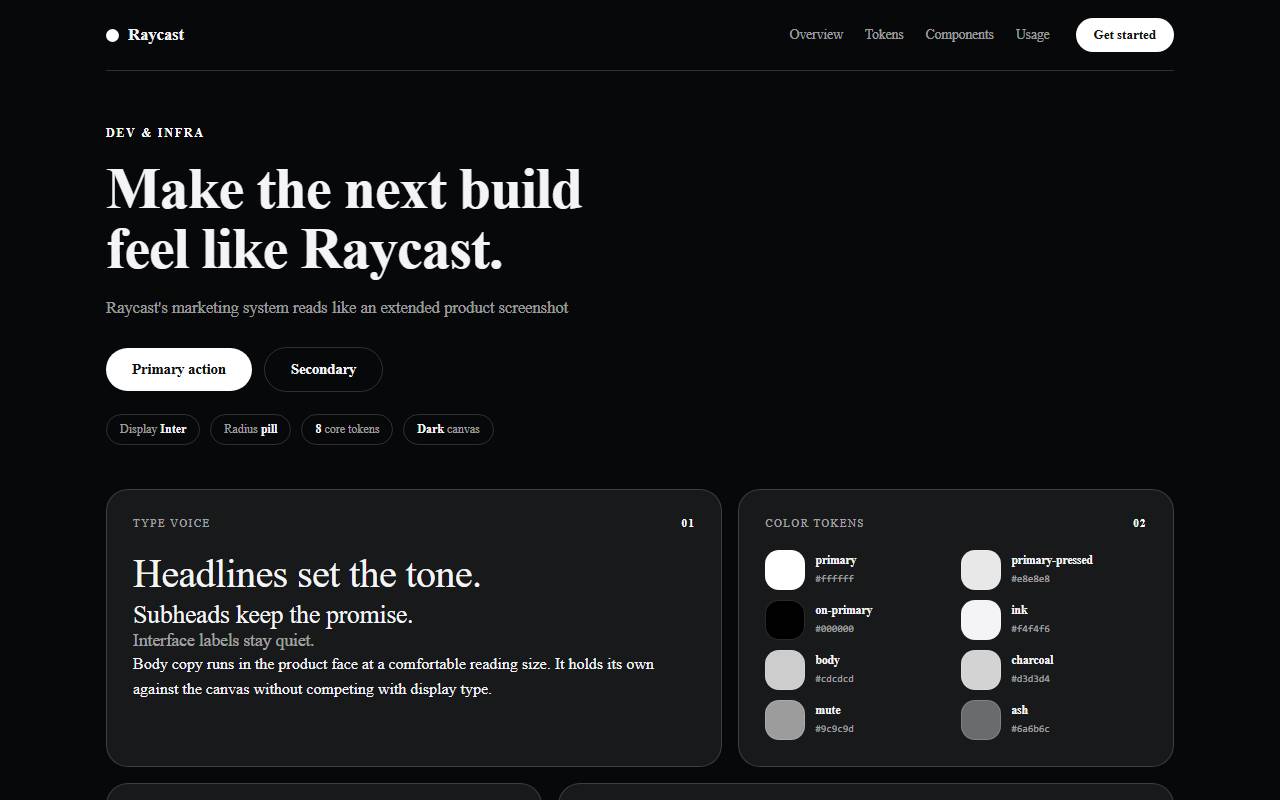 Raycast
Overview Tokens Components Usage Get started
DEV & INFRA
Make the next build
feel like Raycast.
Raycast's marketing system reads like an extended product screenshot
Primary action Secondary
Display Inter Radius pill 8 core tokens Dark canvas
TYPE VOICE 01
Headlines set the tone.
Subheads keep the promise.
Interface labels stay quiet.
Body copy runs in the product face at a comfortable reading size. It holds its own
against the canvas without competing with display type.
COLOR TOKENS 02
primary
#ffffff
primary-pressed
#e8e8e8
on-primary
#000000
ink
#f4f4f6
body
#cdcdcd
charcoal
#d3d3d4
mute
#9c9c9d
ash
#6a6b6c